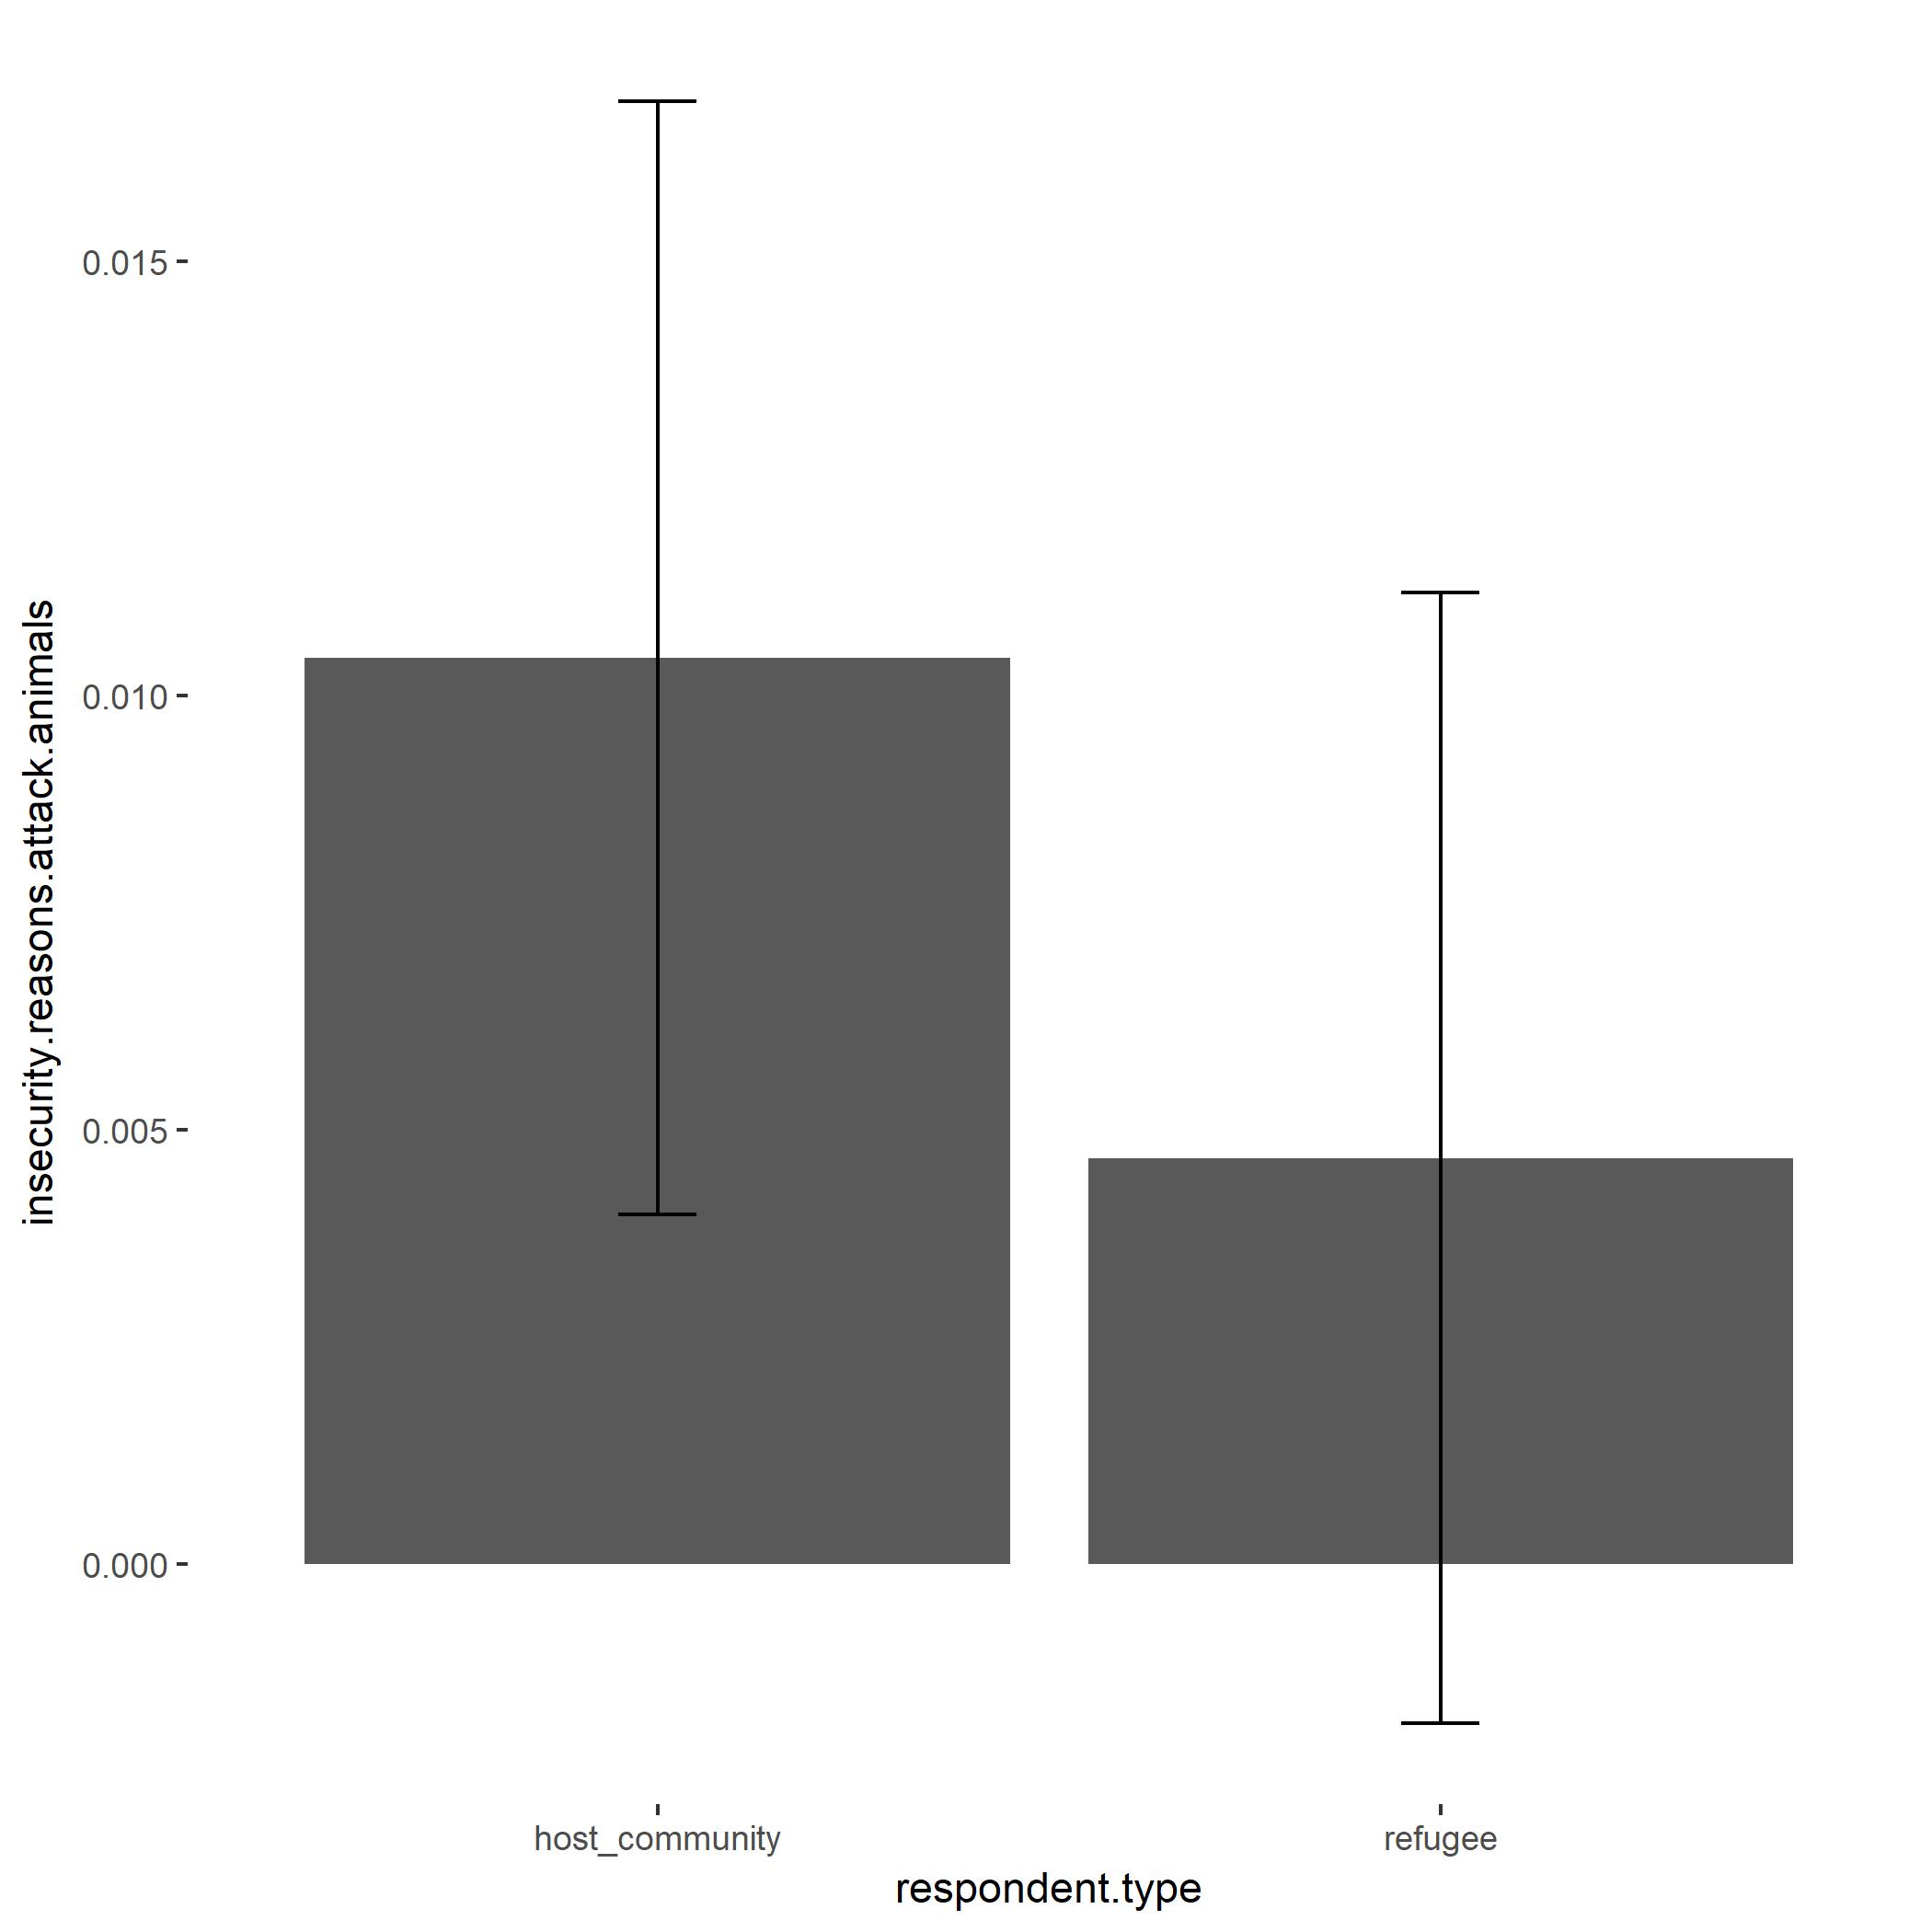 insecurity.reasons.attack.animals
0.015
0.010
0.005
0.000
host_community
refugee
respondent.type